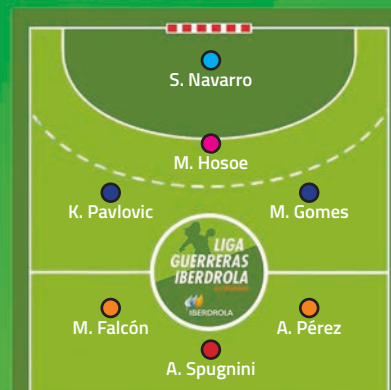 S. Navarro
M. Hosoe
K. Pavlovic
M. Gomes
LIGA
GUERRERAS
IBERDROLA
IBERDROLA
M. Falcón
A. Pérez
A. Spugnini